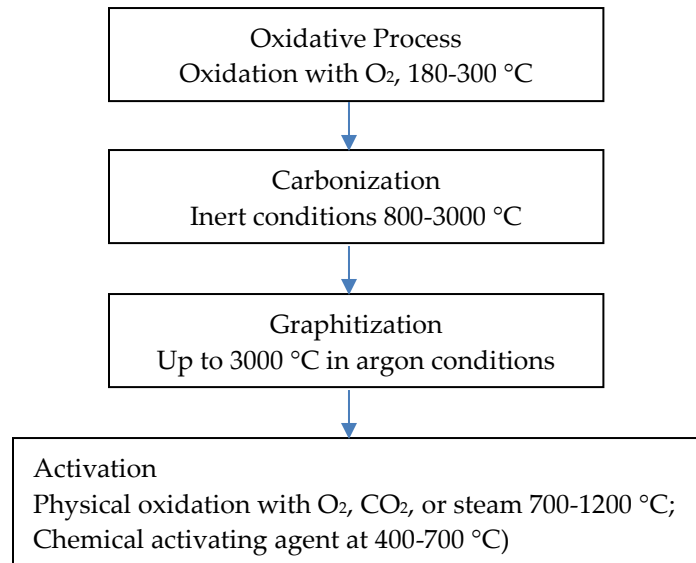 Oxidative Process
Oxidation with O₂, 180-300 °C
Carbonization
Inert conditions 800-3000 °C
Graphitization
Up to 3000 °C in argon conditions
Activation
Physical oxidation with O₂, CO₂, or steam 700-1200 °C;
Chemical activating agent at 400-700 °C)